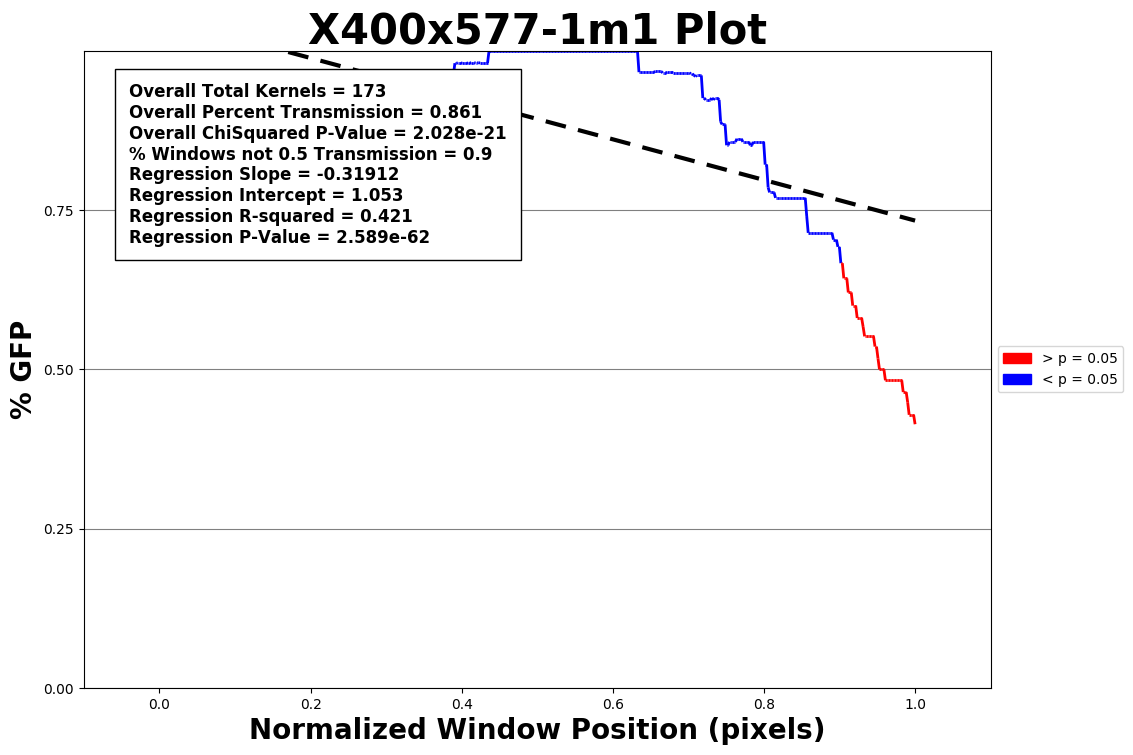 X400x577-1m1 Plot
Overall Total Kernels = 173
Overall Percent Transmission = 0.861
Overall ChiSquared P-Value = 2.028e-21
% Windows not 0.5 Transmission = 0.9
Regression Slope = -0.31912
Regression Intercept = 1.053
Regression R-squared = 0.421
Regression P-Value = 2.589e-62
% GFP
0.75
0.50
0.25
0.00
> p = 0.05
< p = 0.05
0.0 0.2 0.4 0.6 0.8 1.0
Normalized Window Position (pixels)